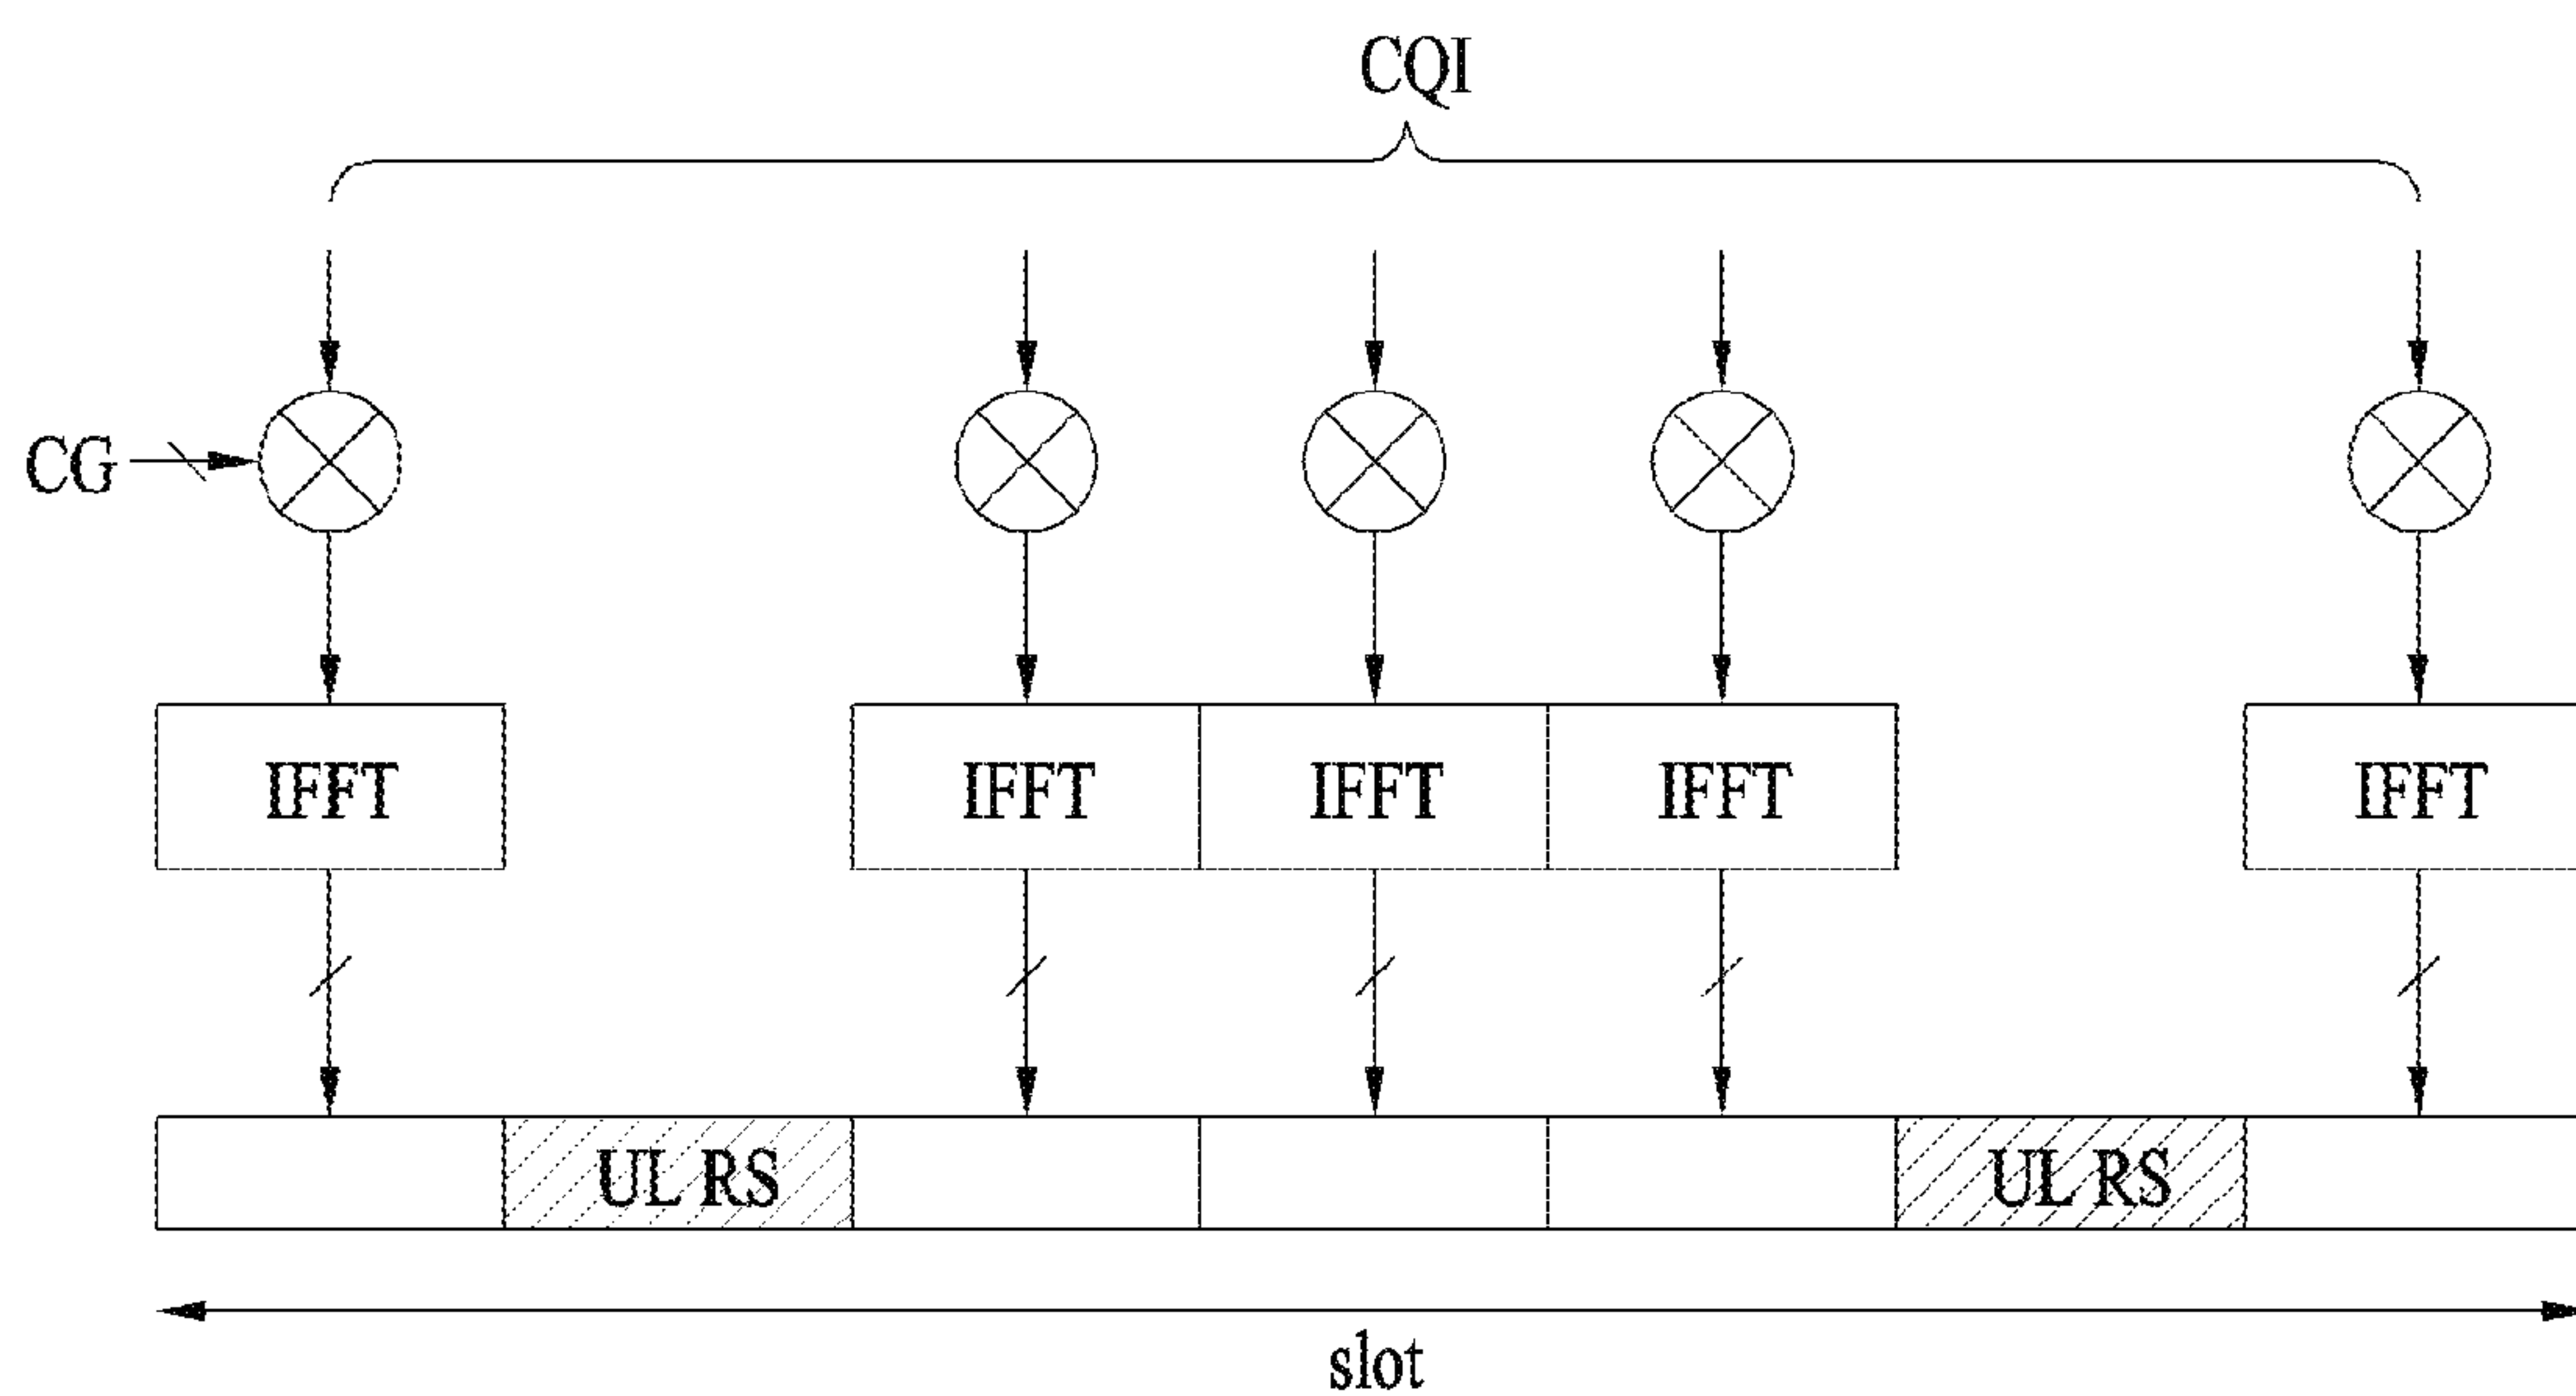 CQI
CG
IFFT IFFT IFFT IFFT IFFT
UL RS UL RS
slot